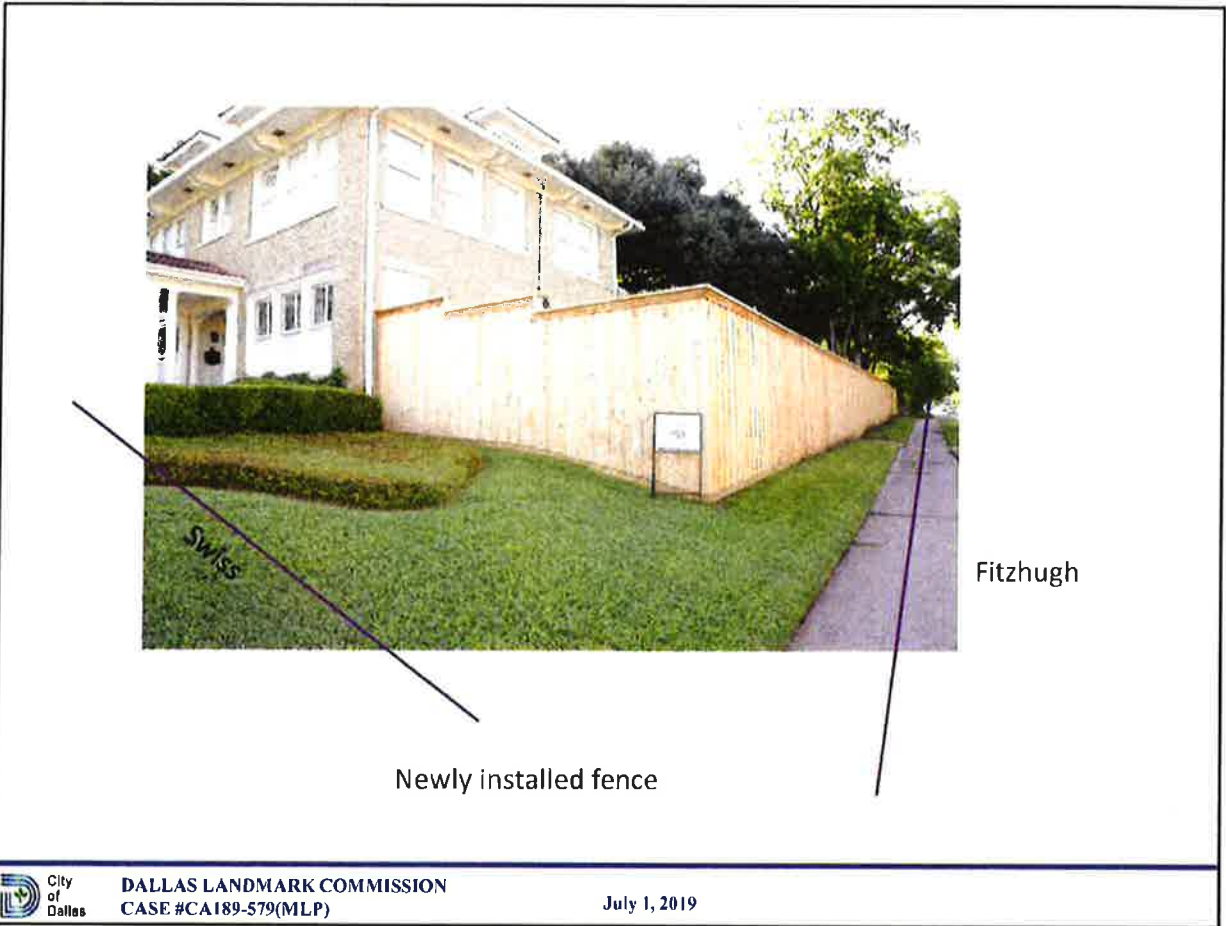 Swiss
Fitzhugh
Newly installed fence
City
of
Dallas
DALLAS LANDMARK COMMISSION
CASE #CA189-579(MLP)
July 1, 2019